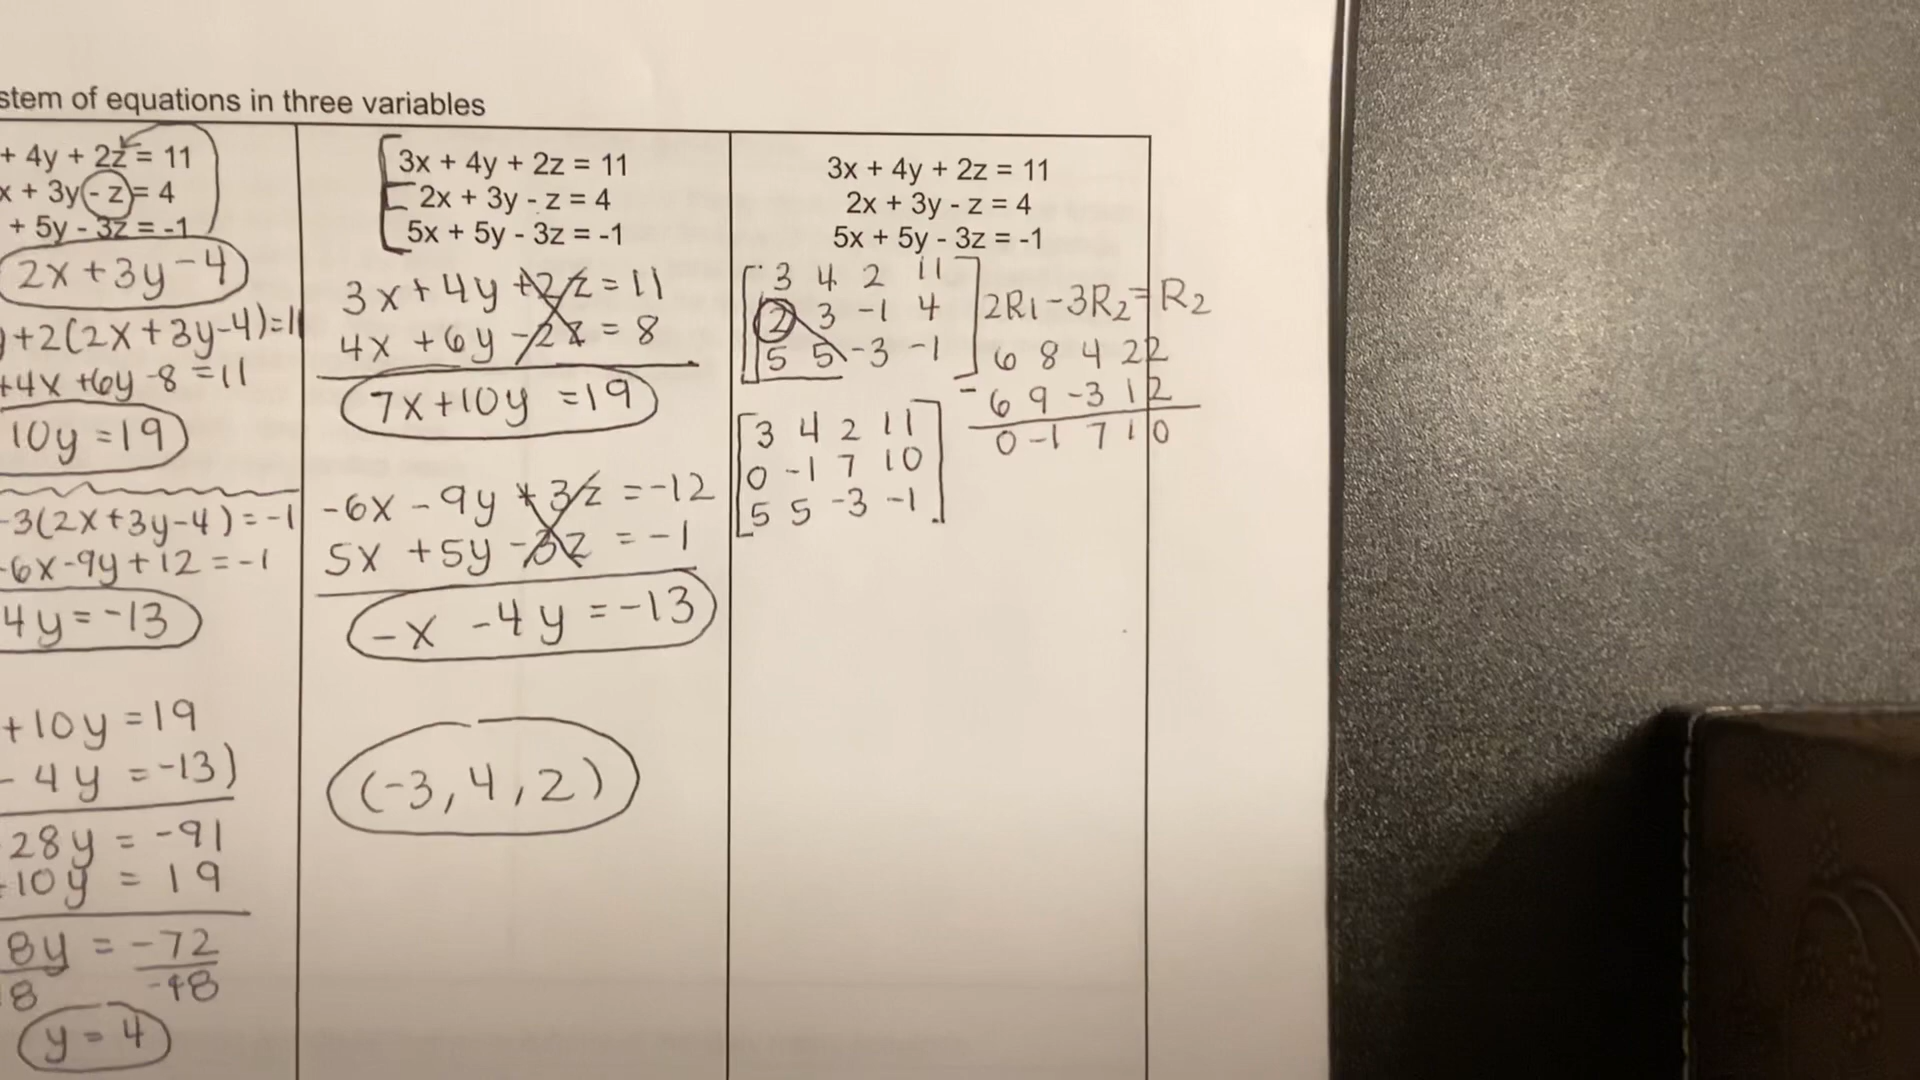 stem of equations in three variables
+ 4y + 2z = 11
x + 3y - z = 4
+ 5y - 3z = -1
2x + 3y - 4
) + 2(2x + 3y - 4) = 11
+ 4x + 6y - 8 = 11
10y = 19
- 3(2x + 3y - 4) = -1
- 6x - 9y + 12 = -1
4y = -13
+ 10y = 19
- 4y = -13)
28y = -91
+ 10y = 19
8y = -72
8 -18
y = 4
3x + 4y + 2z = 11
2x + 3y - z = 4
5x + 5y - 3z = -1
3x + 4y + 2z = 11
4x + 6y - 2z = 8
7x + 10y = 19
-6x - 9y + 3z = -12
5x + 5y - 3z = -1
-x - 4y = -13
(-3, 4, 2)
3x + 4y + 2z = 11
2x + 3y - z = 4
5x + 5y - 3z = -1
3 4 2 11
2 3 -1 4
5 5 -3 -1
2R1 - 3R2 = R2
6 8 4 22
- 6 9 -3 12
0 -1 7 10
3 4 2 11
0 -1 7 10
5 5 -3 -1